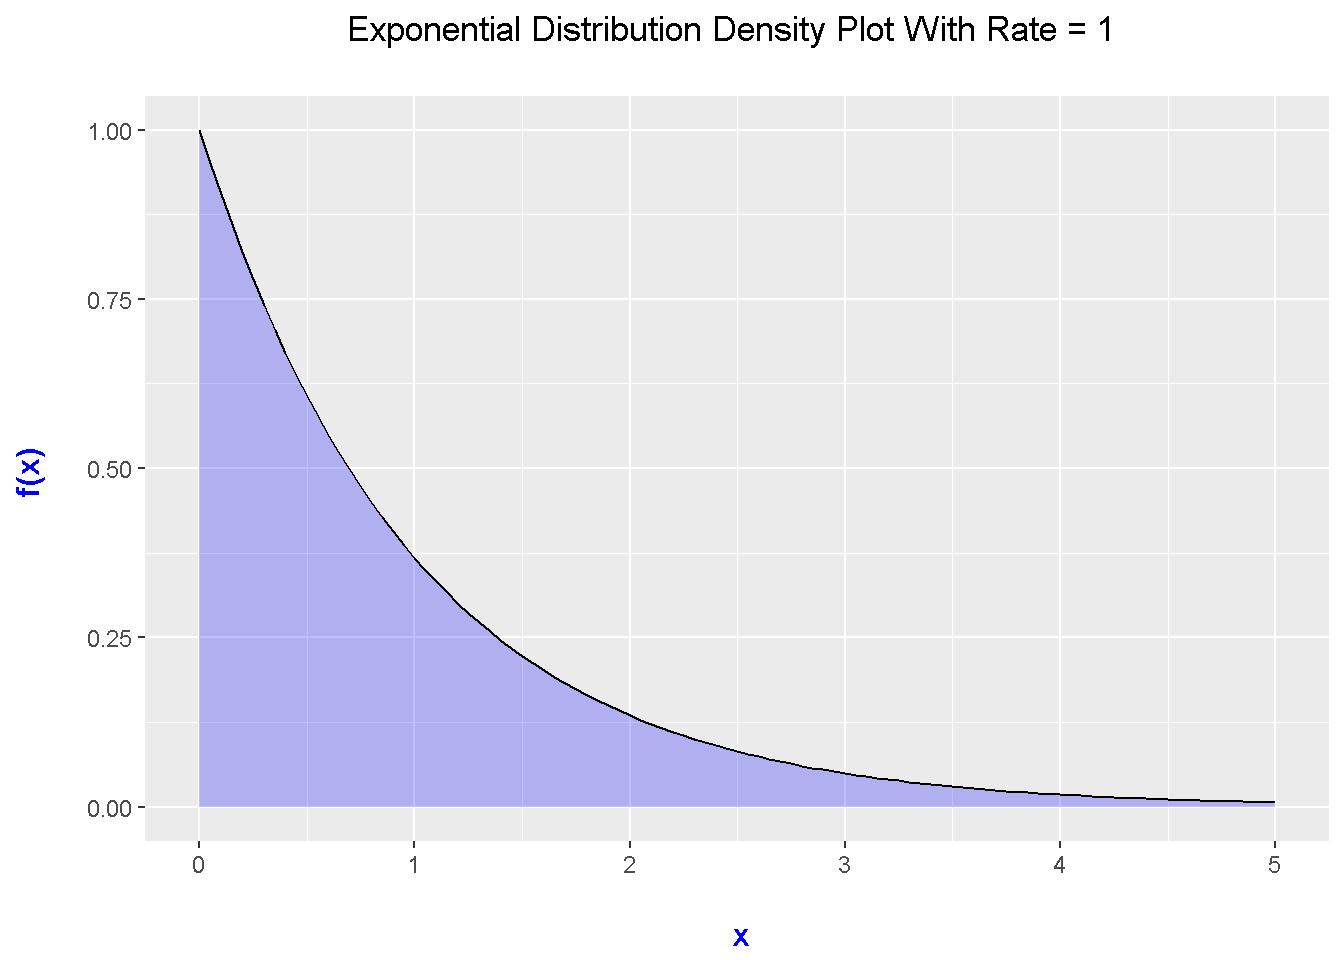 Exponential Distribution Density Plot With Rate = 1
1.00
0.75
0.50
0.25
0.00
f(x)
0 1 2 3 4 5
x